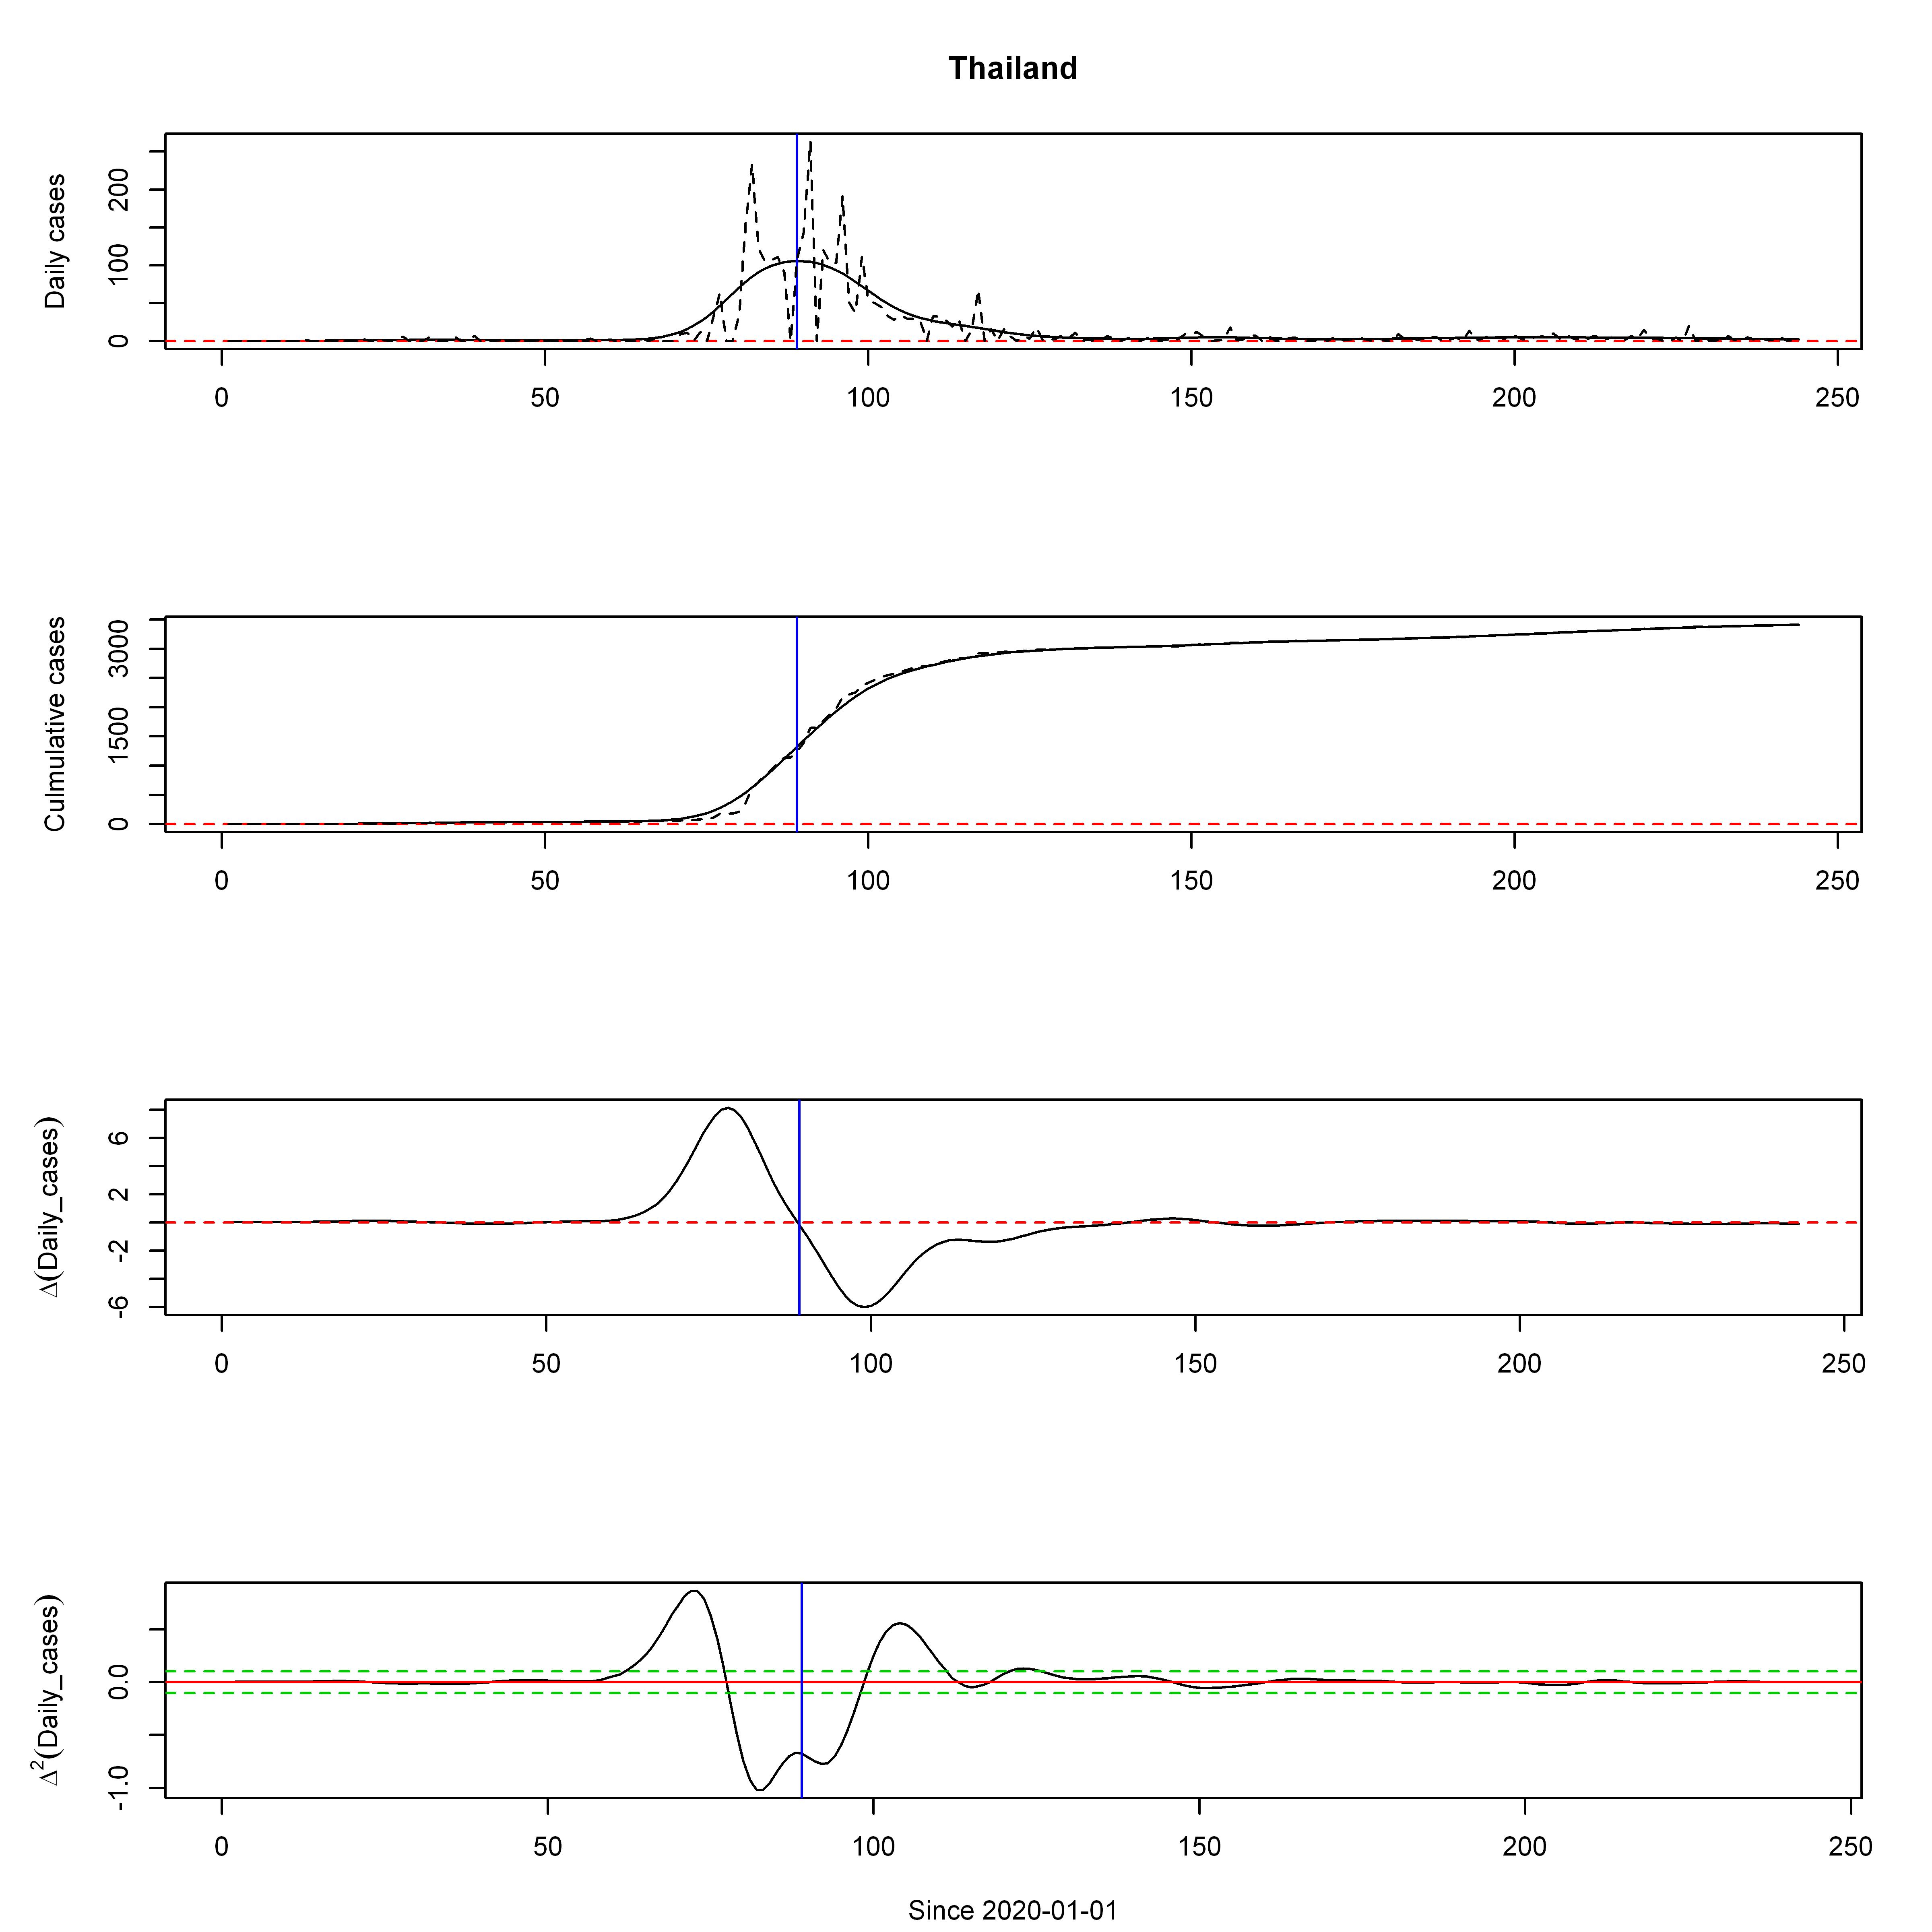 Thailand
Daily cases
0
100
200
0 50 100 150 200 250
Culmulative cases
0
1500
3000
0 50 100 150 200 250
Δ(Daily_cases)
-6
-2
2
6
0 50 100 150 200 250
Δ²(Daily_cases)
-1.0
0.0
0 50 100 150 200 250
Since 2020-01-01